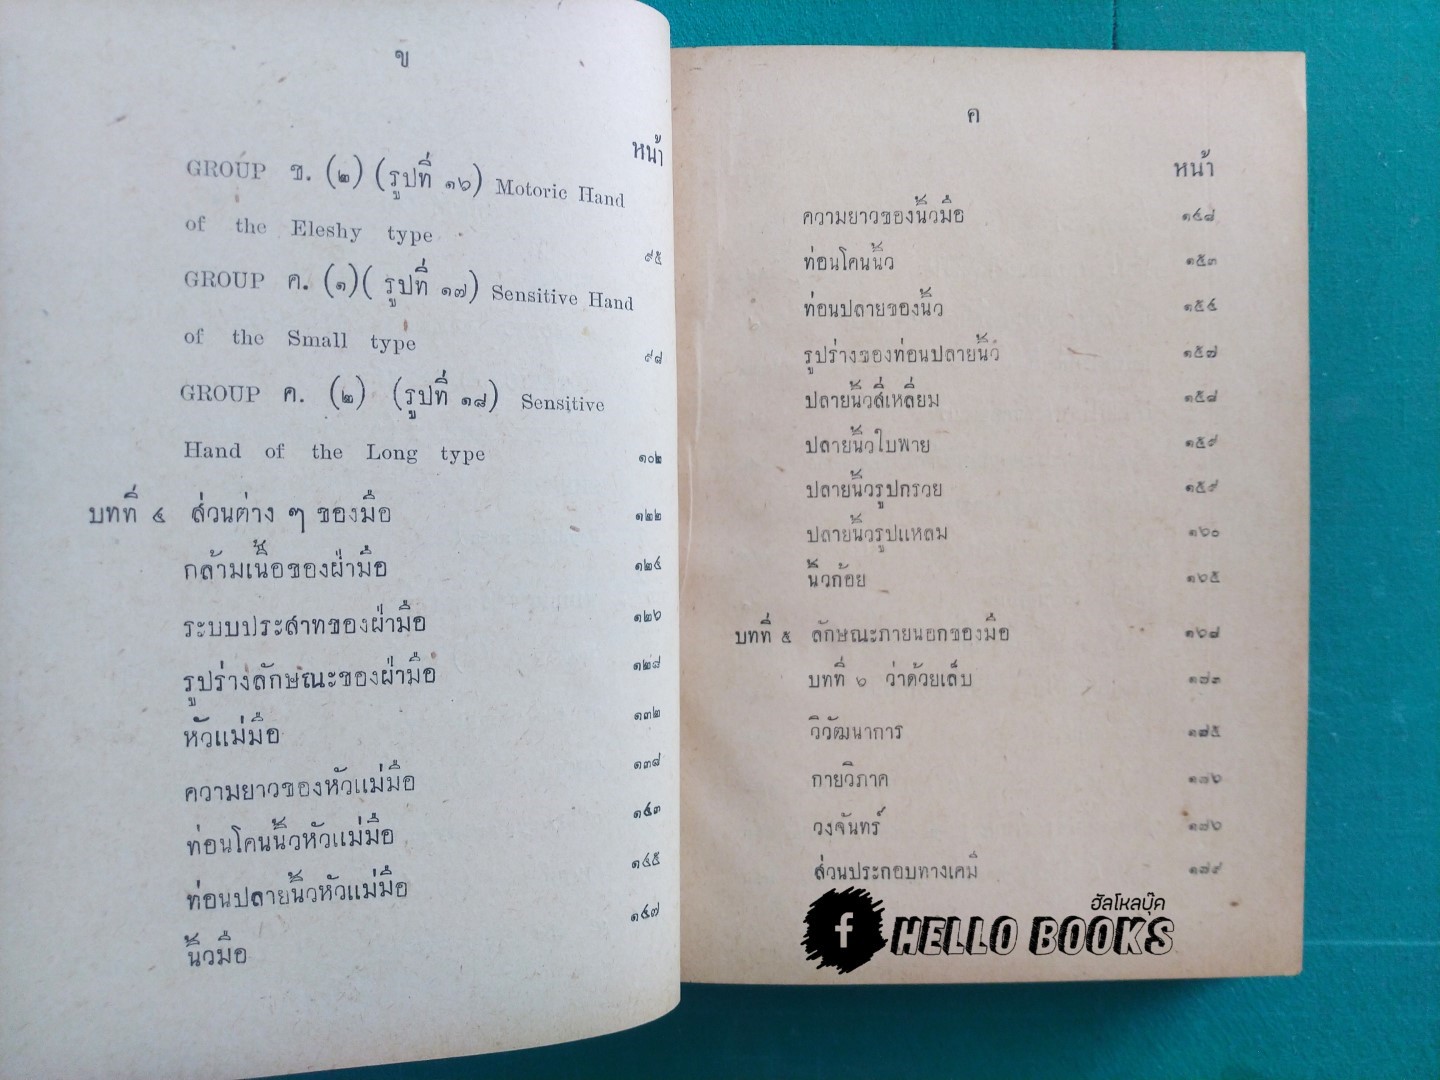 ข
หน้า
GROUP ข. (๒) (รูปที่ ๑๖) Motoric Hand
of the Eleshy type ๙๕
GROUP ค. (๑) ( รูปที่ ๑๗) Sensitive Hand
of the Small type ๙๘
GROUP ค. (๒) (รูปที่ ๑๘) Sensitive
Hand of the Long type ๑๐๒
บทที่ ๔ ส่วนต่าง ๆ ของมือ ๑๒๒
กล้ามเนื้อของฝ่ามือ ๑๒๔
ระบบประสาทของฝ่ามือ ๑๒๖
รูปร่างลักษณะของฝ่ามือ ๑๒๘
หัวแม่มือ ๑๓๒
ความยาวของหัวแม่มือ ๑๓๘
ท่อนโคนนิ้วหัวแม่มือ ๑๔๓
ท่อนปลายนิ้วหัวแม่มือ ๑๔๕
นิ้วมือ ๑๔๗
ค
หน้า
ความยาวของนิ้วมือ ๑๔๘
ท่อนโคนนิ้ว ๑๕๓
ท่อนปลายของนิ้ว ๑๕๔
รูปร่างของท่อนปลายนิ้ว ๑๕๗
ปลายนิ้วสี่เหลี่ยม ๑๕๘
ปลายนิ้วใบพาย ๑๕๙
ปลายนิ้วรูปกรวย ๑๕๙
ปลายนิ้วรูปแหลม ๑๖๐
นิ้วก้อย ๑๖๕
บทที่ ๕ ลักษณะภายนอกของมือ ๑๖๘
บทที่ ๖ ว่าด้วยเล็บ ๑๘๓
วิวัฒนาการ ๑๘๕
กายวิภาค ๑๘๖
วงจันทร์ ๑๘๖
ส่วนประกอบทางเคมี ๑๘๙
ฮัลโหลบุ๊ค
f HELLO BOOKS